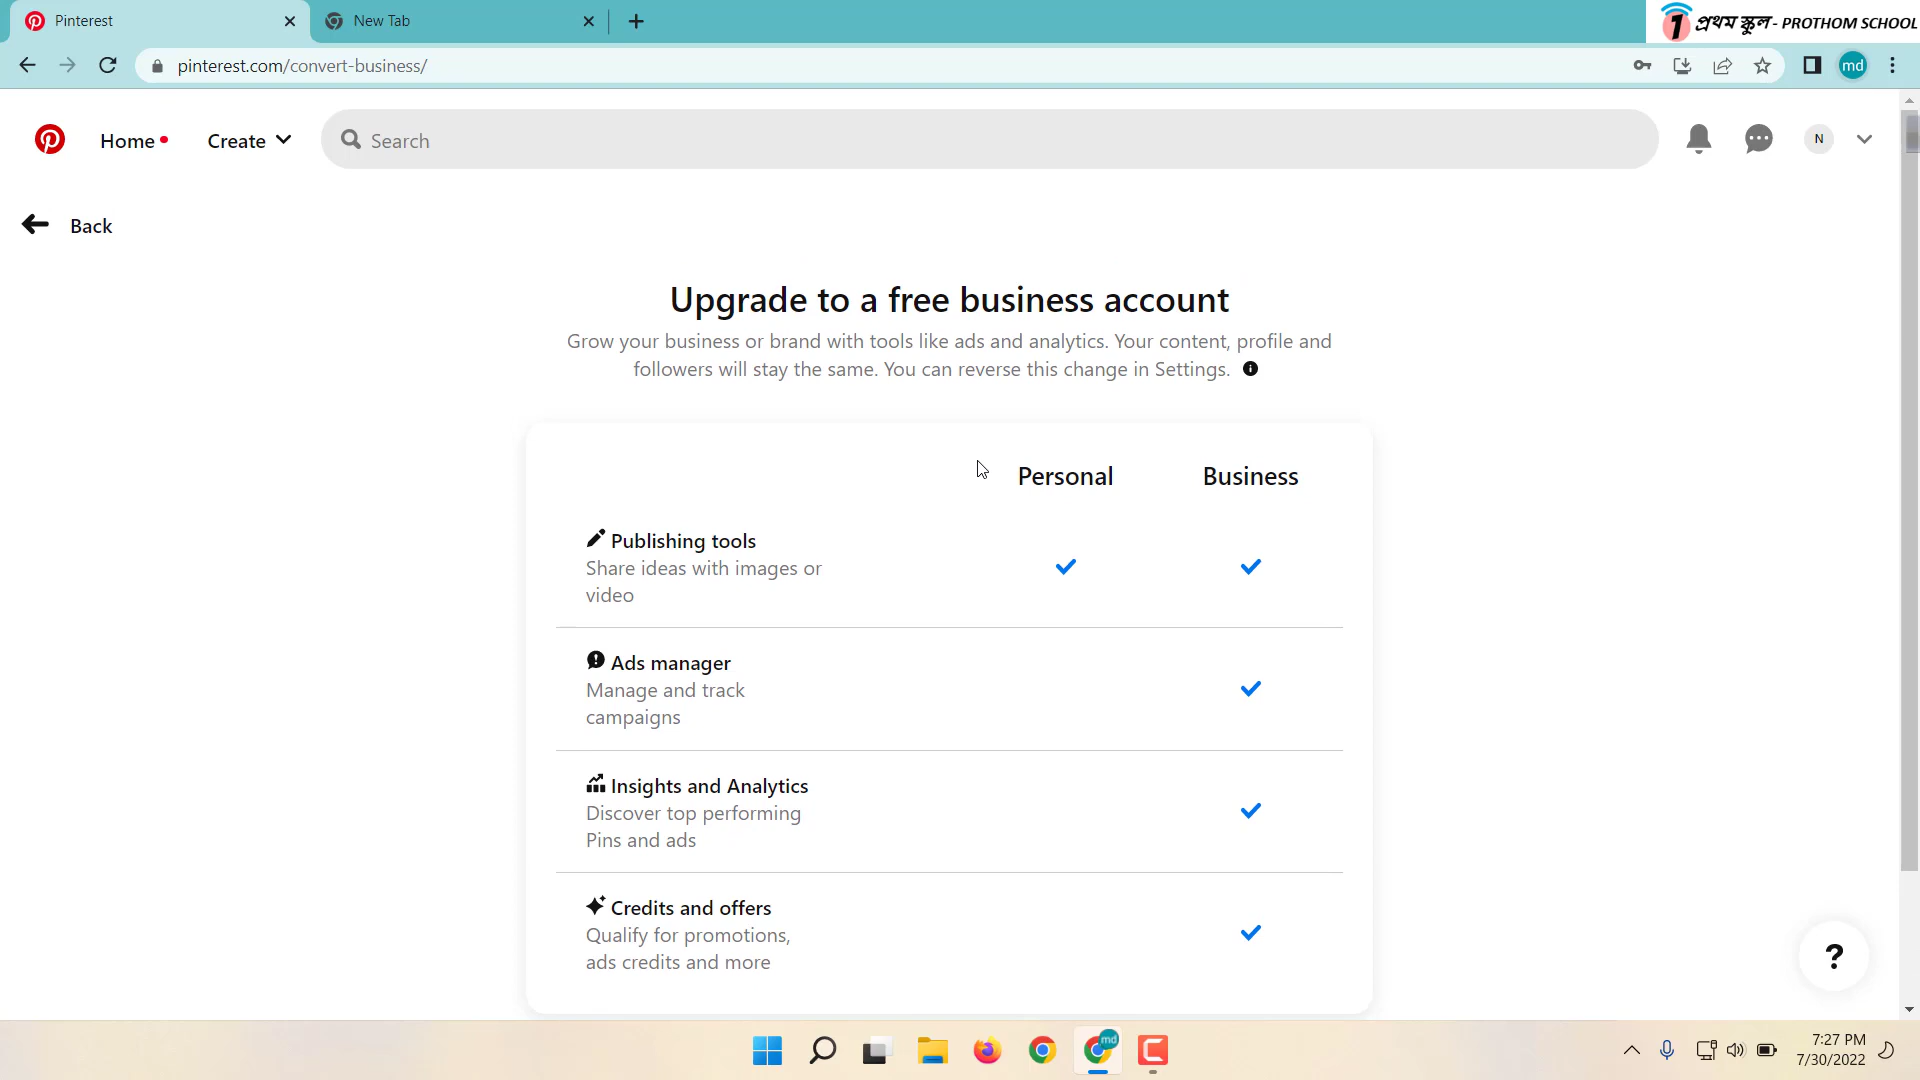 Pinterest
New Tab
প্রথম স্কুল - PROTHOM SCHOOL
pinterest.com/convert-business/
md
Home
Create
Search
N
Back
Upgrade to a free business account
Grow your business or brand with tools like ads and analytics. Your content, profile and
followers will stay the same. You can reverse this change in Settings.
Personal
Business
Publishing tools
Share ideas with images or
video
Ads manager
Manage and track
campaigns
Insights and Analytics
Discover top performing
Pins and ads
Credits and offers
Qualify for promotions,
ads credits and more
?
md
7:27 PM
7/30/2022